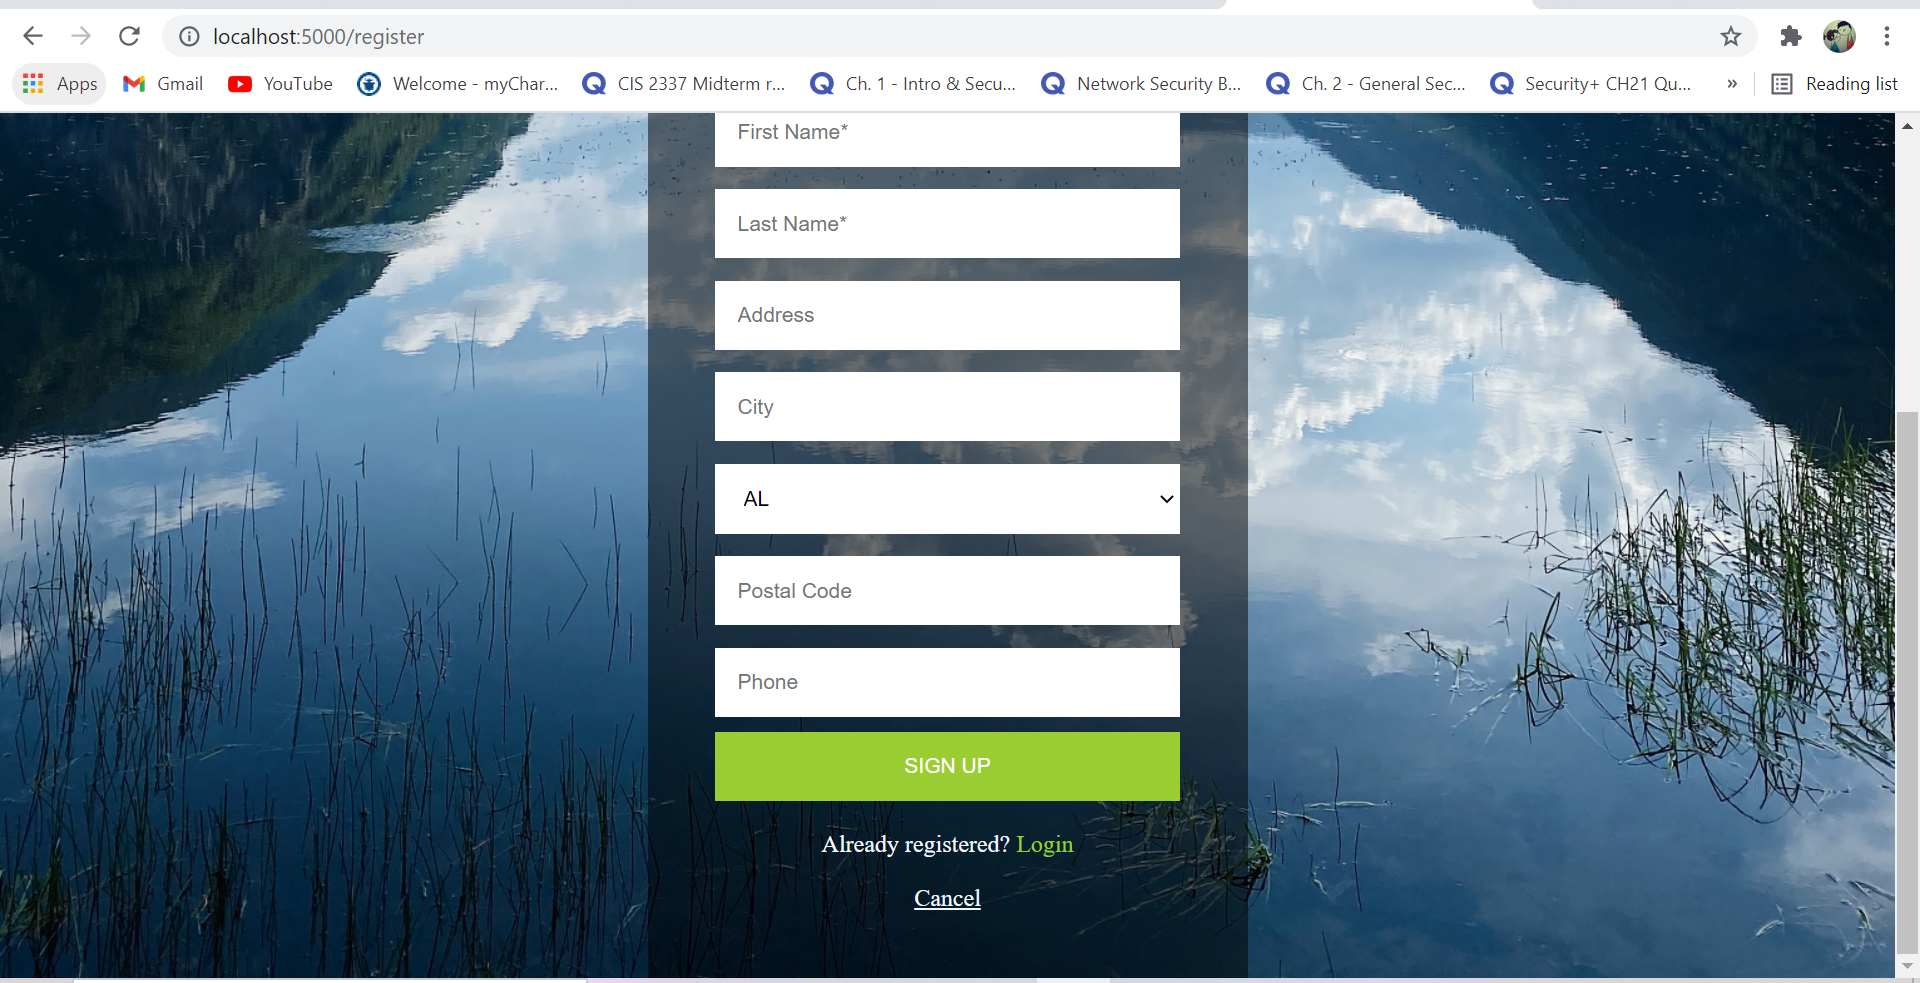 localhost:5000/register
Apps Gmail YouTube Welcome - myChar... CIS 2337 Midterm r... Ch. 1 - Intro & Secu... Network Security B... Ch. 2 - General Sec... Security+ CH21 Qu... » Reading list
First Name*
Last Name*
Address
City
AL
Postal Code
Phone
SIGN UP
Already registered? Login
Cancel